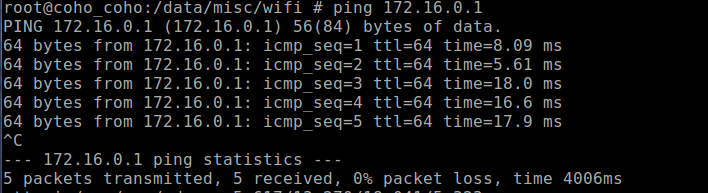 root@coho_coho:/data/misc/wifi # ping 172.16.0.1
PING 172.16.0.1 (172.16.0.1) 56(84) bytes of data.
64 bytes from 172.16.0.1: icmp_seq=1 ttl=64 time=8.09 ms
64 bytes from 172.16.0.1: icmp_seq=2 ttl=64 time=5.61 ms
64 bytes from 172.16.0.1: icmp_seq=3 ttl=64 time=18.0 ms
64 bytes from 172.16.0.1: icmp_seq=4 ttl=64 time=16.6 ms
64 bytes from 172.16.0.1: icmp_seq=5 ttl=64 time=17.9 ms
^C
--- 172.16.0.1 ping statistics ---
5 packets transmitted, 5 received, 0% packet loss, time 4006ms